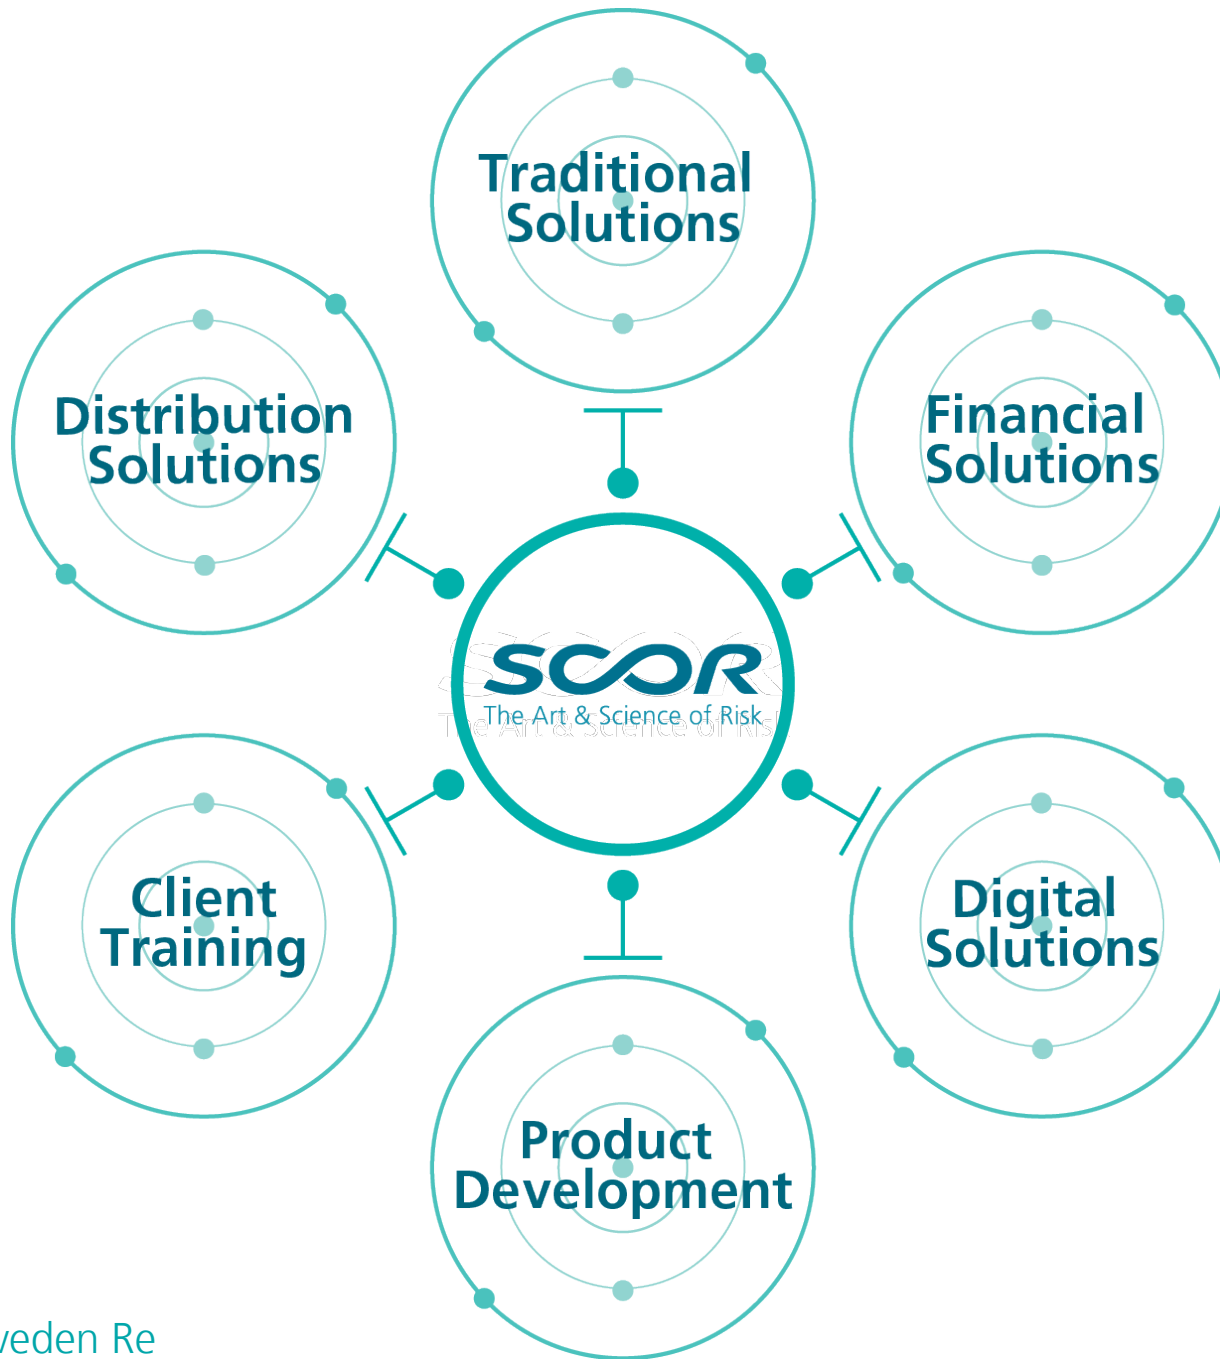 Traditional
Solutions
Distribution
Solutions
Financial
Solutions
SCOR
The Art & Science of Risk
Client
Training
Digital
Solutions
Product
Development
Re